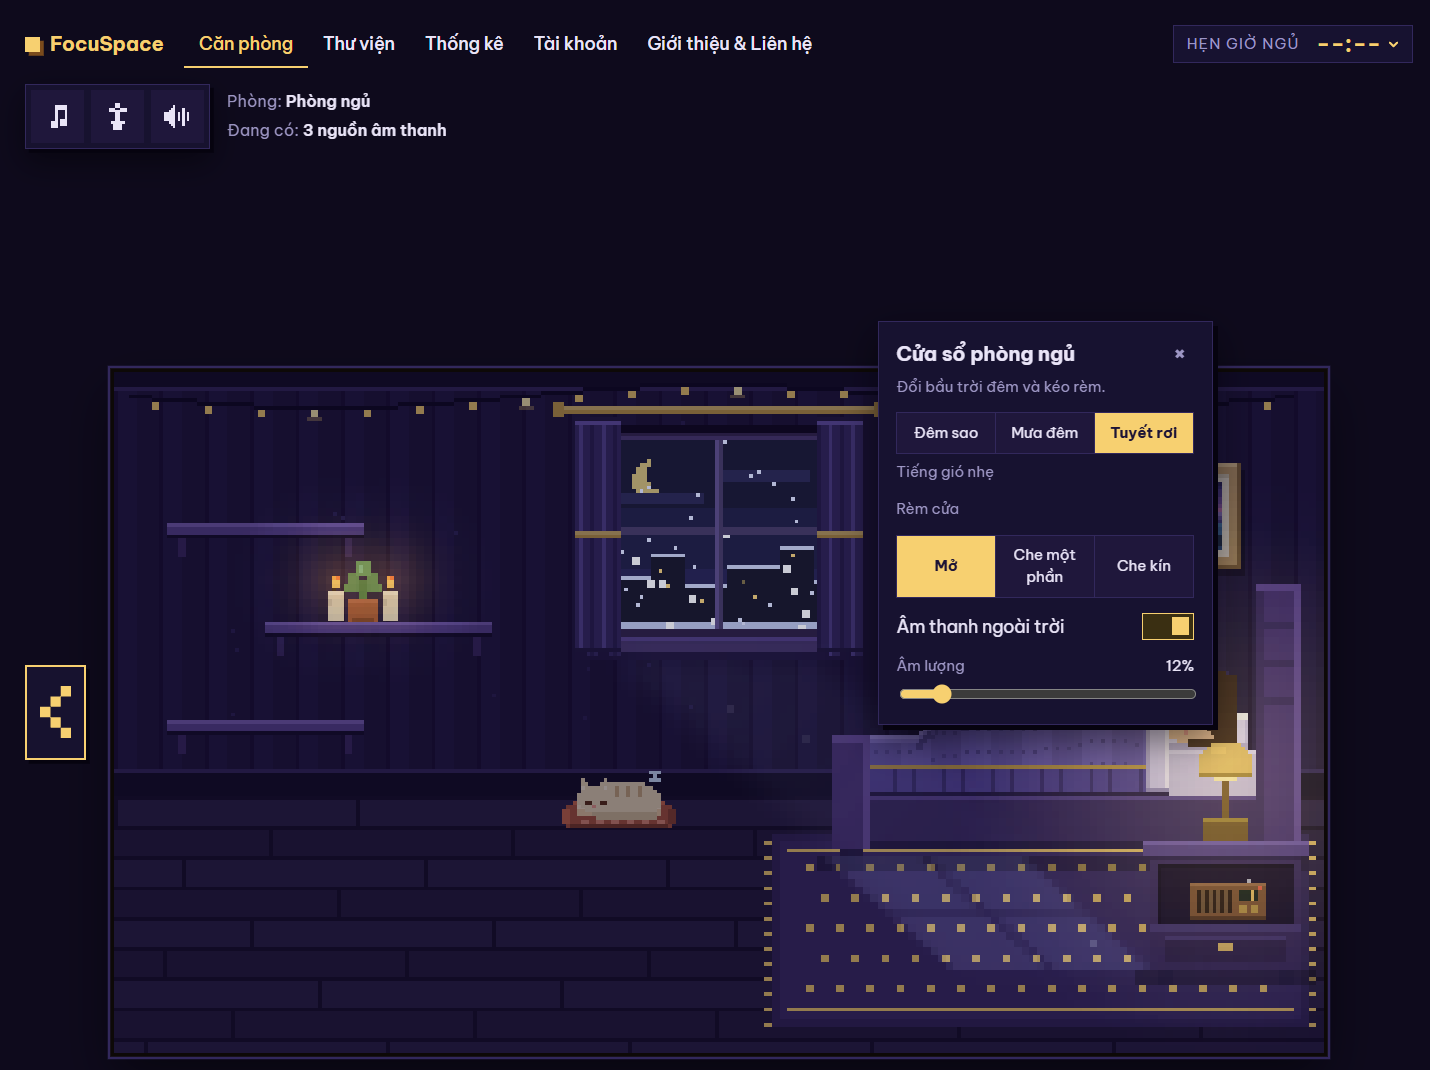 FocuSpace
Căn phòng
Thư viện
Thống kê
Tài khoản
Giới thiệu & Liên hệ
HẸN GIỜ NGỦ
--:--
Phòng: Phòng ngủ
Đang có: 3 nguồn âm thanh
Cửa sổ phòng ngủ
Đổi bầu trời đêm và kéo rèm.
Đêm sao
Mưa đêm
Tuyết rơi
Tiếng gió nhẹ
Rèm cửa
Mở
Che một
phần
Che kín
Âm thanh ngoài trời
Âm lượng
12%